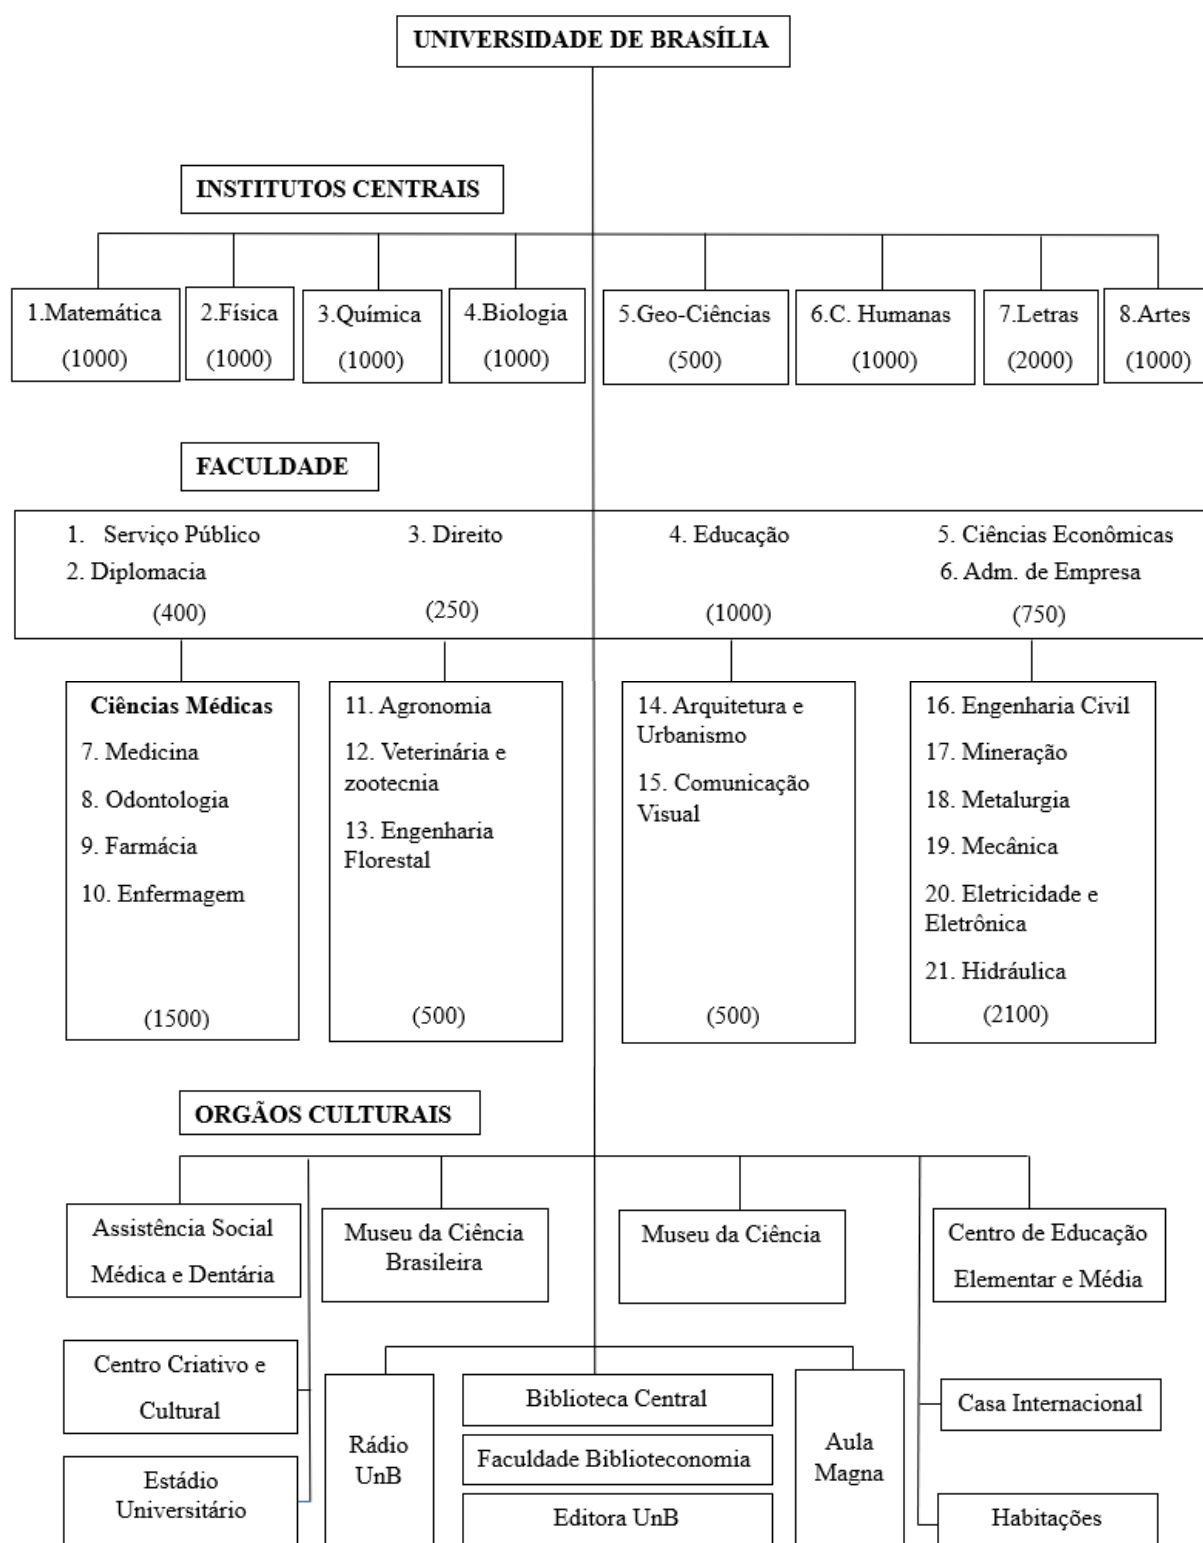 UNIVERSIDADE DE BRASÍLIA
INSTITUTOS CENTRAIS
1.Matemática
(1000)
2.Física
(1000)
3.Química
(1000)
4.Biologia
(1000)
5.Geo-Ciências
(500)
6.C. Humanas
(1000)
7.Letras
(2000)
8.Artes
(1000)
FACULDADE
1. Serviço Público
2. Diplomacia
(400)
3. Direito
(250)
4. Educação
(1000)
5. Ciências Econômicas
6. Adm. de Empresa
(750)
Ciências Médicas
7. Medicina
8. Odontologia
9. Farmácia
10. Enfermagem
(1500)
11. Agronomia
12. Veterinária e
zootecnia
13. Engenharia
Florestal
(500)
14. Arquitetura e
Urbanismo
15. Comunicação
Visual
(500)
16. Engenharia Civil
17. Mineração
18. Metalurgia
19. Mecânica
20. Eletricidade e
Eletrônica
21. Hidráulica
(2100)
ORGÃOS CULTURAIS
Assistência Social
Médica e Dentária
Museu da Ciência
Brasileira
Museu da Ciência
Centro de Educação
Elementar e Média
Centro Criativo e
Cultural
Estádio
Universitário
Rádio
UnB
Biblioteca Central
Faculdade Biblioteconomia
Editora UnB
Aula
Magna
Casa Internacional
Habitações